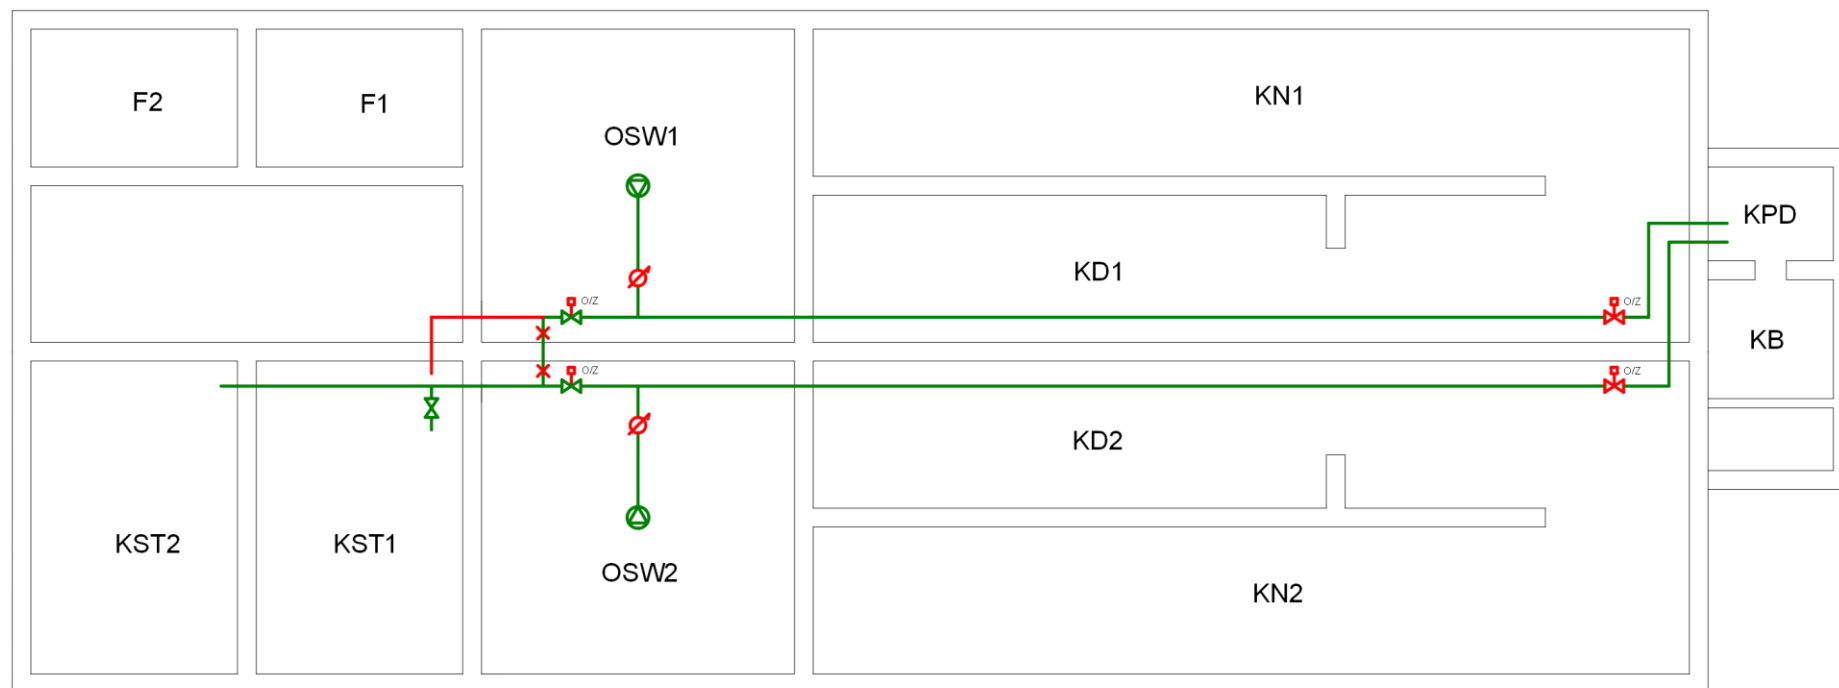 F2
F1
OSW1
KN1
KPD
KD1
O/Z
O/Z
KB
O/Z
O/Z
KD2
KST2
KST1
OSW2
KN2